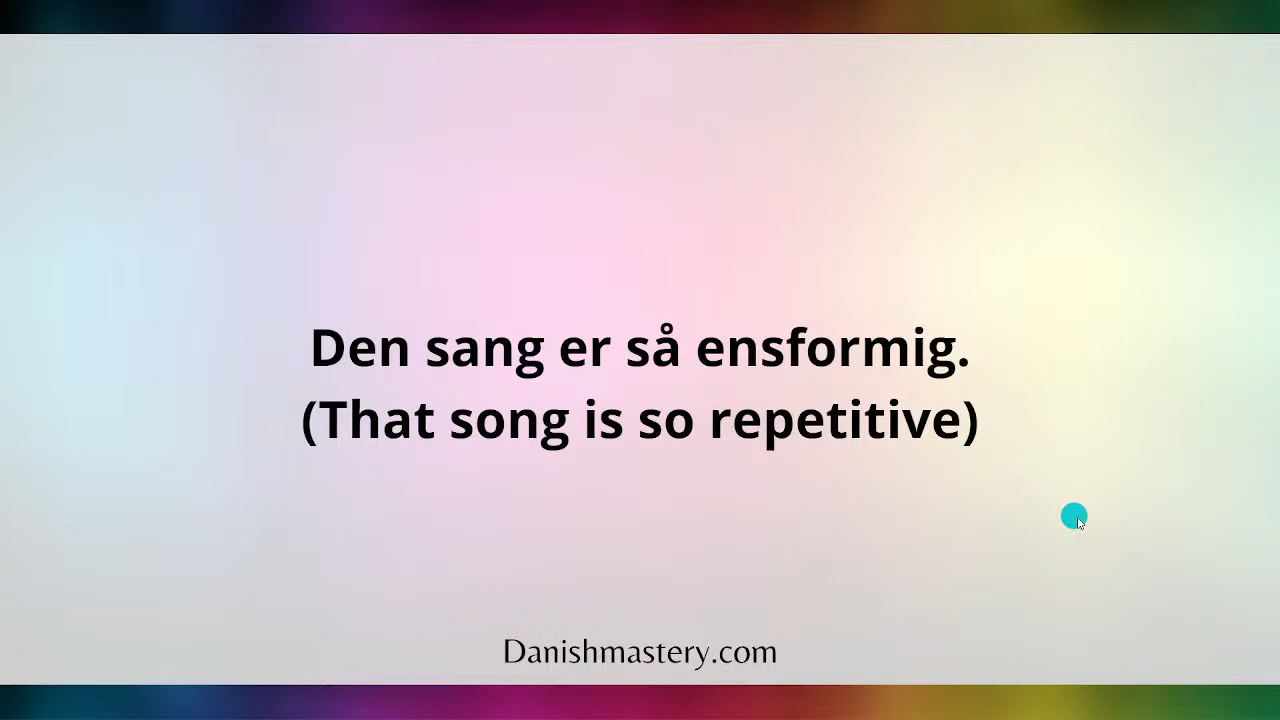 Den sang er så ensformig.
(That song is so repetitive)
Danishmastery.com